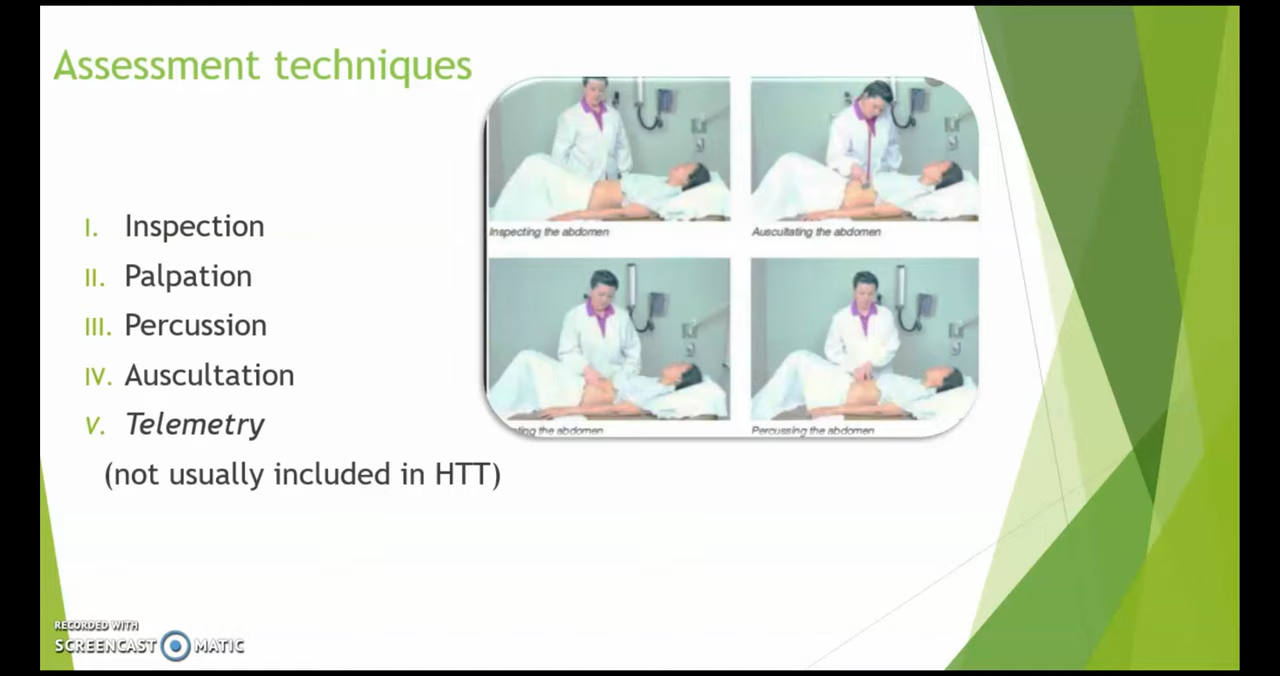 Assessment techniques
I. Inspection
II. Palpation
III. Percussion
IV. Auscultation
V. Telemetry
(not usually included in HTT)
Inspecting the abdomen
Auscultating the abdomen
the abdomen
Percussing the abdomen
RECORDED WITH
SCREENCAST MATIC